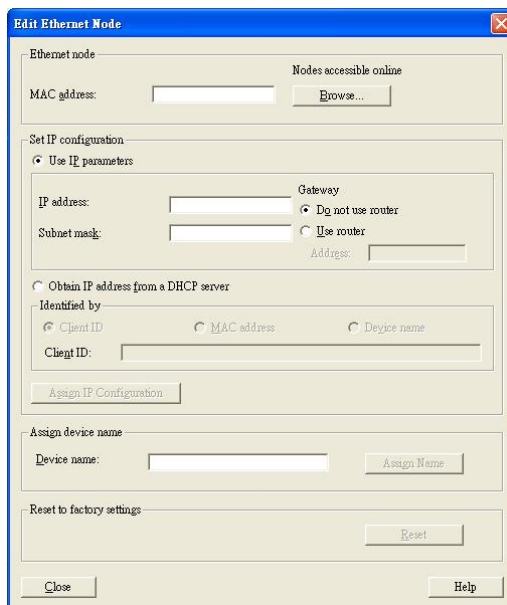 Edit Ethernet Node
Ethernet node
Nodes accessible online
MAC address:
Browse...
Set IP configuration
Use IP parameters
Gateway
IP address:
Do not use router
Subnet mask:
Use router
Address:
Obtain IP address from a DHCP server
Identified by
Client ID
MAC address
Device name
Client ID:
Assign IP Configuration
Assign device name
Device name:
Assign Name
Reset to factory settings
Reset
Close
Help